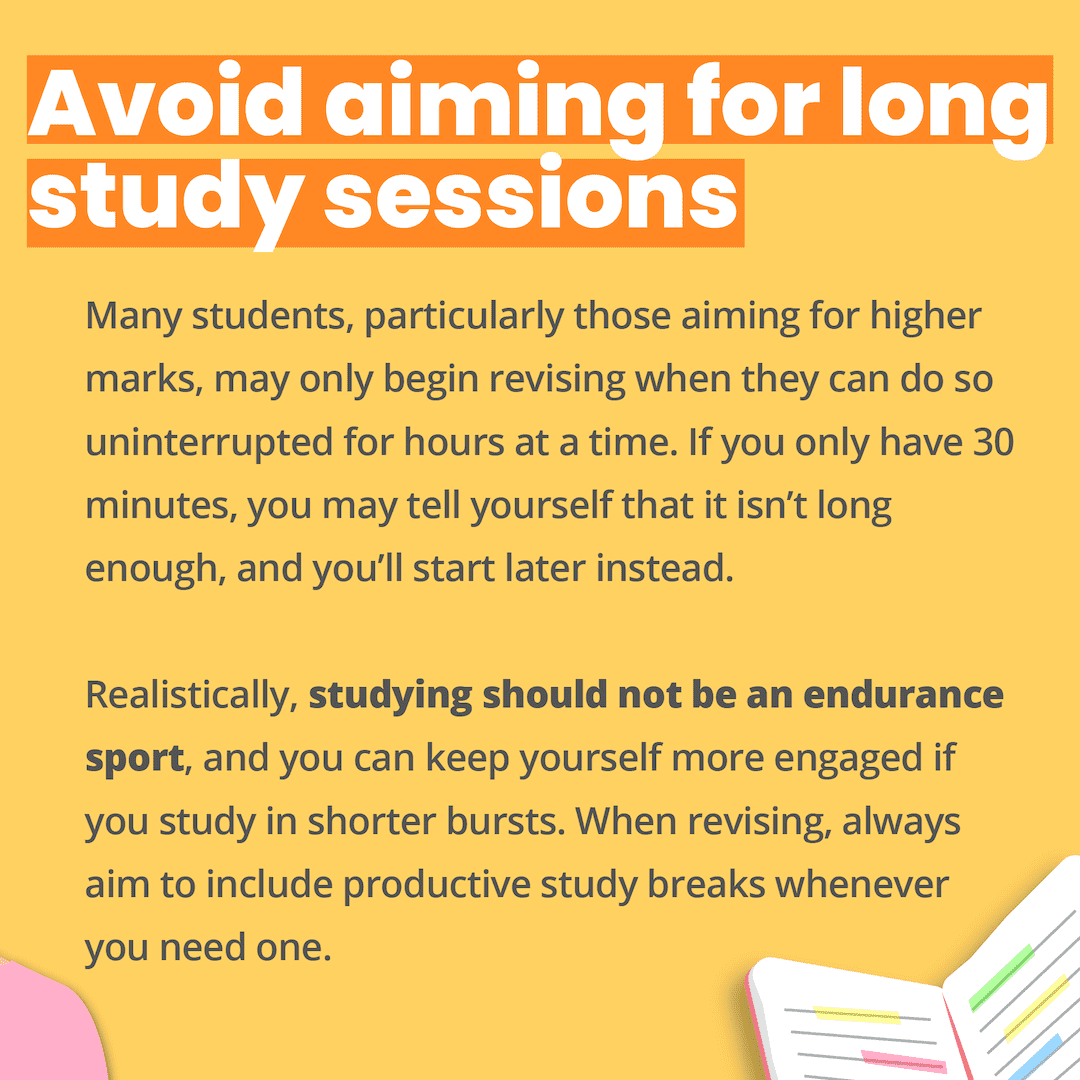 Avoid aiming for long
study sessions
Many students, particularly those aiming for higher
marks, may only begin revising when they can do so
uninterrupted for hours at a time. If you only have 30
minutes, you may tell yourself that it isn’t long
enough, and you’ll start later instead.
Realistically, studying should not be an endurance
sport, and you can keep yourself more engaged if
you study in shorter bursts. When revising, always
aim to include productive study breaks whenever
you need one.